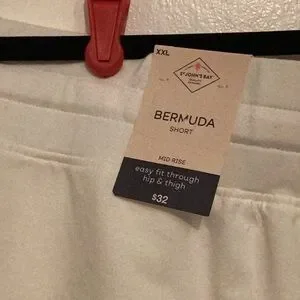 XXL
ST JOHN'S BAY
BERMUDA
SHORT
MID RISE
easy fit through
hip & thigh
$32